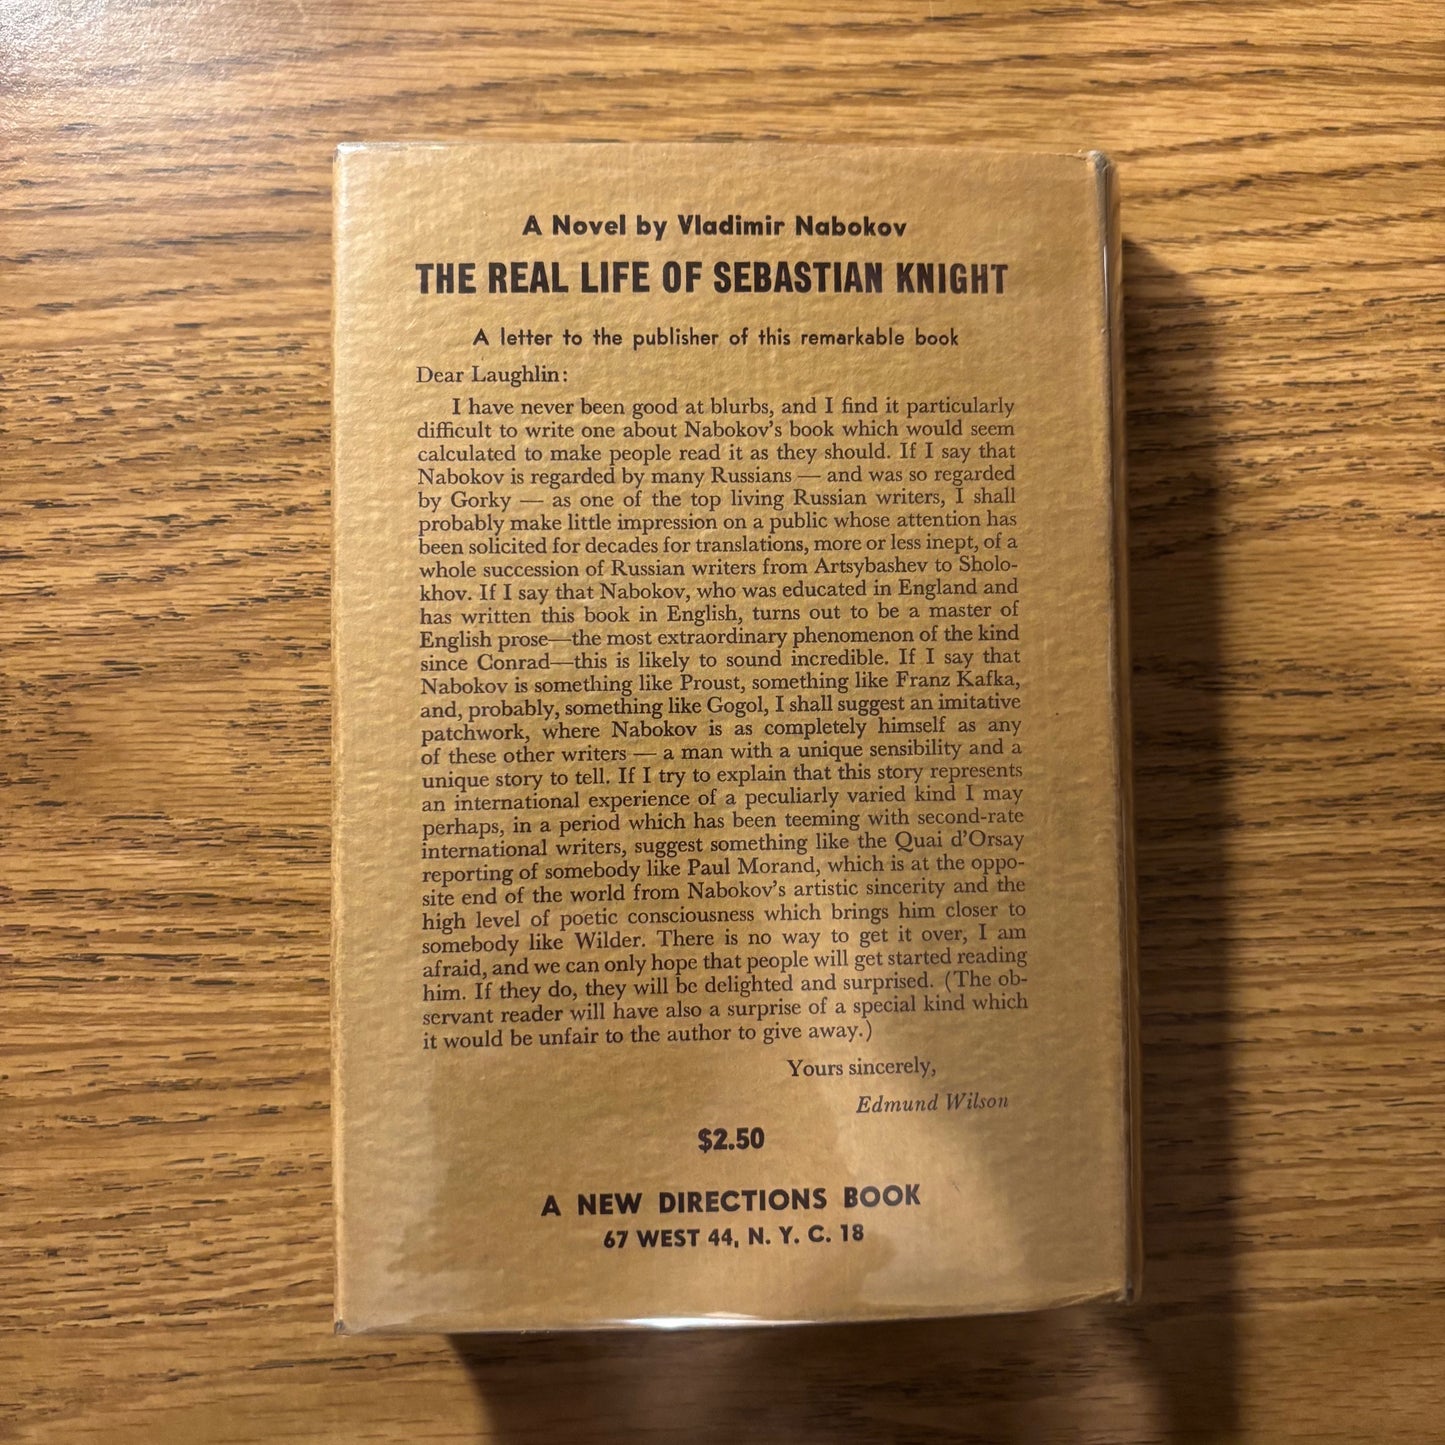 A Novel by Vladimir Nabokov
THE REAL LIFE OF SEBASTIAN KNIGHT
A letter to the publisher of this remarkable book
Dear Laughlin:
I have never been good at blurbs, and I find it particularly
difficult to write one about Nabokov's book which would seem
calculated to make people read it as they should. If I say that
Nabokov is regarded by many Russians — and was so regarded
by Gorky — as one of the top living Russian writers, I shall
probably make little impression on a public whose attention has
been solicited for decades for translations, more or less inept, of a
whole succession of Russian writers from Artsybashev to Sholo-
khov. If I say that Nabokov, who was educated in England and
has written this book in English, turns out to be a master of
English prose—the most extraordinary phenomenon of the kind
since Conrad—this is likely to sound incredible. If I say that
Nabokov is something like Proust, something like Franz Kafka,
and, probably, something like Gogol, I shall suggest an imitative
patchwork, where Nabokov is as completely himself as any
of these other writers — a man with a unique sensibility and a
unique story to tell. If I try to explain that this story represents
an international experience of a peculiarly varied kind I may
perhaps, in a period which has been teeming with second-rate
international writers, suggest something like the Quai d'Orsay
reporting of somebody like Paul Morand, which is at the oppo-
site end of the world from Nabokov's artistic sincerity and the
high level of poetic consciousness which brings him closer to
somebody like Wilder. There is no way to get it over, I am
afraid, and we can only hope that people will get started reading
him. If they do, they will be delighted and surprised. (The ob-
servant reader will have also a surprise of a special kind which
it would be unfair to the author to give away.)
Yours sincerely,
Edmund Wilson
$2.50
A NEW DIRECTIONS BOOK
67 WEST 44, N. Y. C. 18